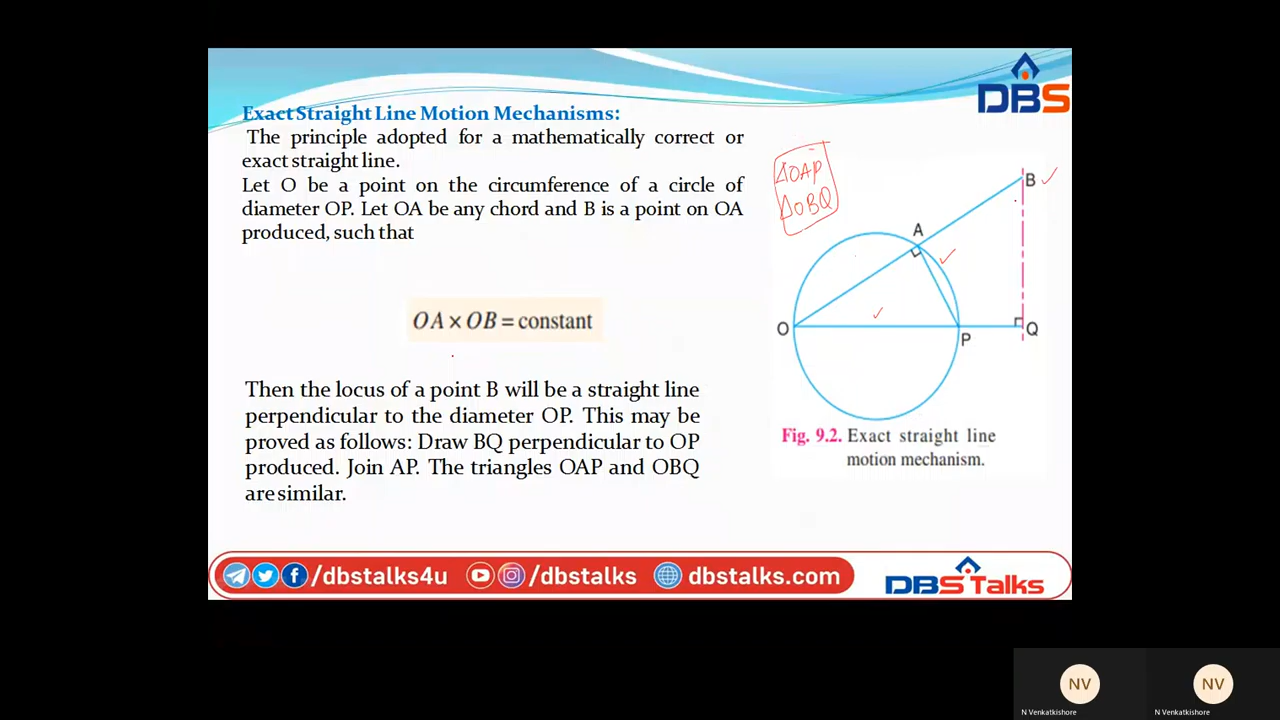 DBS
Exact Straight Line Motion Mechanisms:
The principle adopted for a mathematically correct or
exact straight line.
Let O be a point on the circumference of a circle of
diameter OP. Let OA be any chord and B is a point on OA
produced, such that
OA × OB = constant
Then the locus of a point B will be a straight line
perpendicular to the diameter OP. This may be
proved as follows: Draw BQ perpendicular to OP
produced. Join AP. The triangles OAP and OBQ
are similar.
ΔOAP
ΔOBQ
B
A
O
Q
P
Fig. 9.2. Exact straight line
motion mechanism.
/dbstalks4u /dbstalks dbstalks.com
DBS Talks
NV
N Venkatkishore
NV
N Venkatkishore